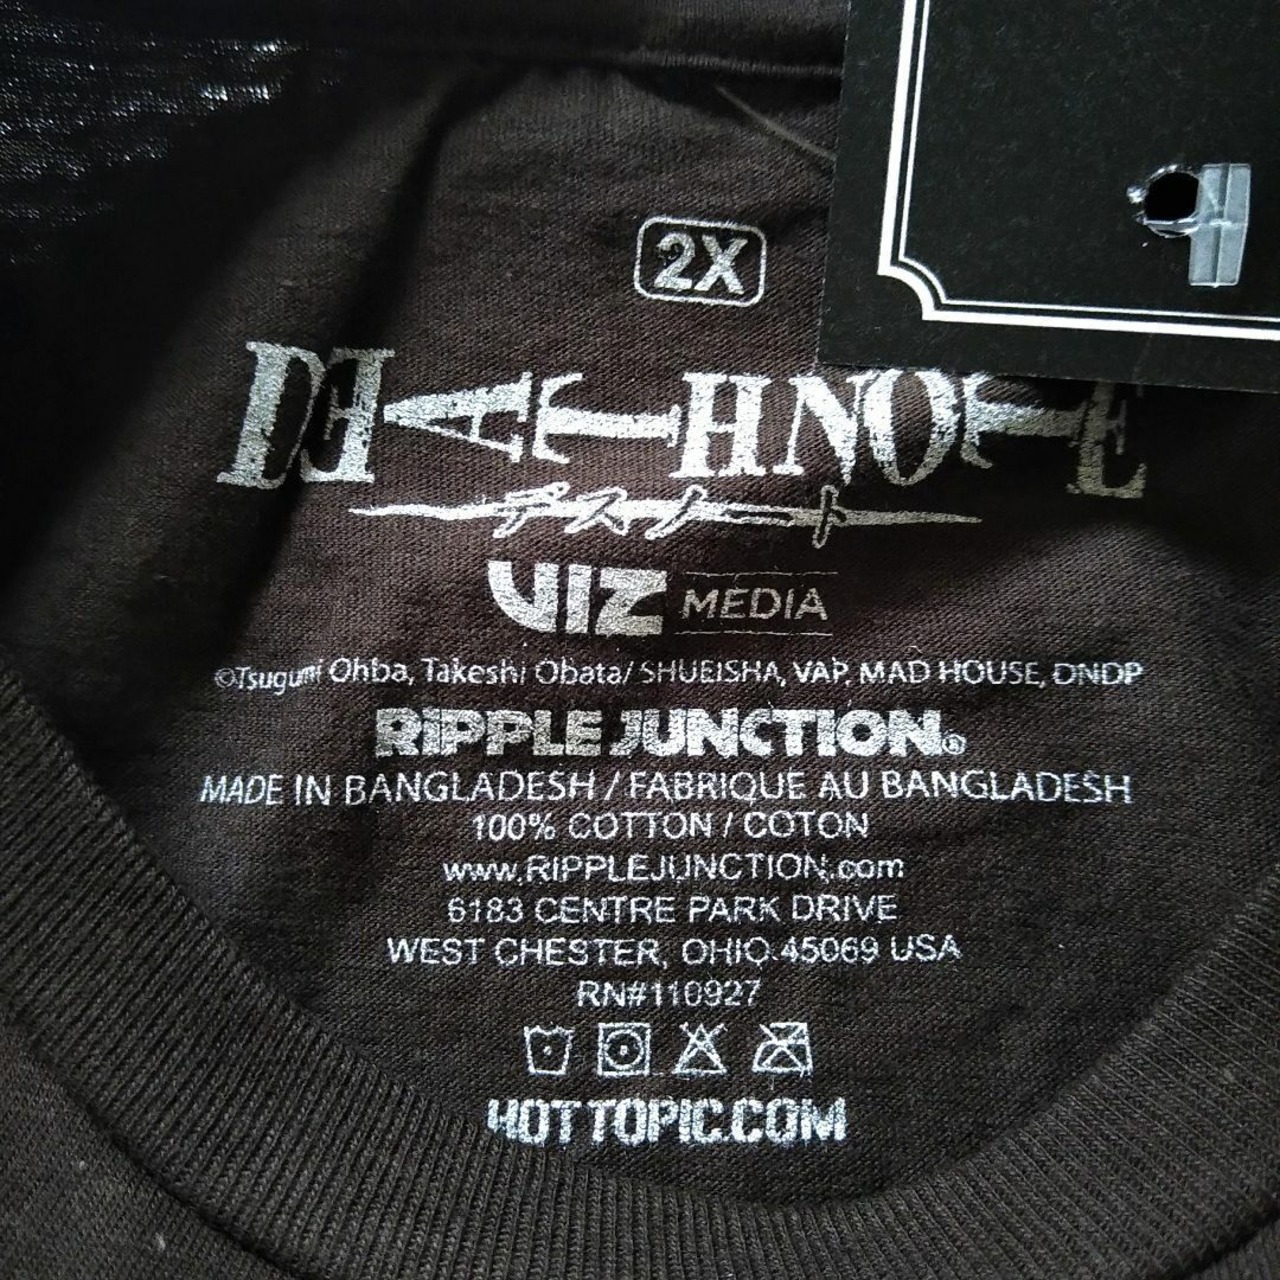 2X
DEATH NOTE
デスノート
VIZ MEDIA
©Tsugumi Ohba, Takeshi Obata/ SHUEISHA, VAP, MAD HOUSE, DNDP
RIPPLE JUNCTION®
MADE IN BANGLADESH / FABRIQUE AU BANGLADESH
100% COTTON / COTON
www.RIPPLEJUNCTION.com
6183 CENTRE PARK DRIVE
WEST CHESTER, OHIO 45069 USA
RN#110927
HOTTOPIC.COM